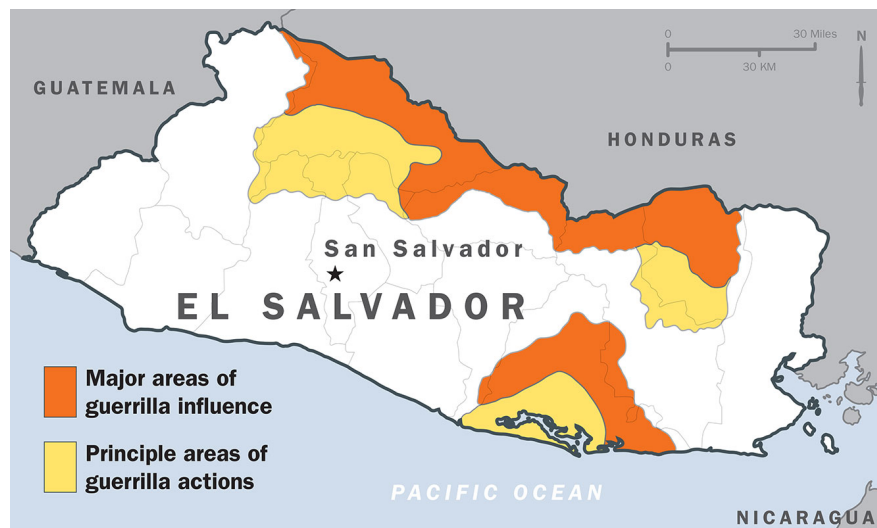 0 30 Miles
0 30 KM
N
GUATEMALA
HONDURAS
San Salvador
EL SALVADOR
Major areas of
guerrilla influence
Principle areas of
guerrilla actions
PACIFIC OCEAN
NICARAGUA